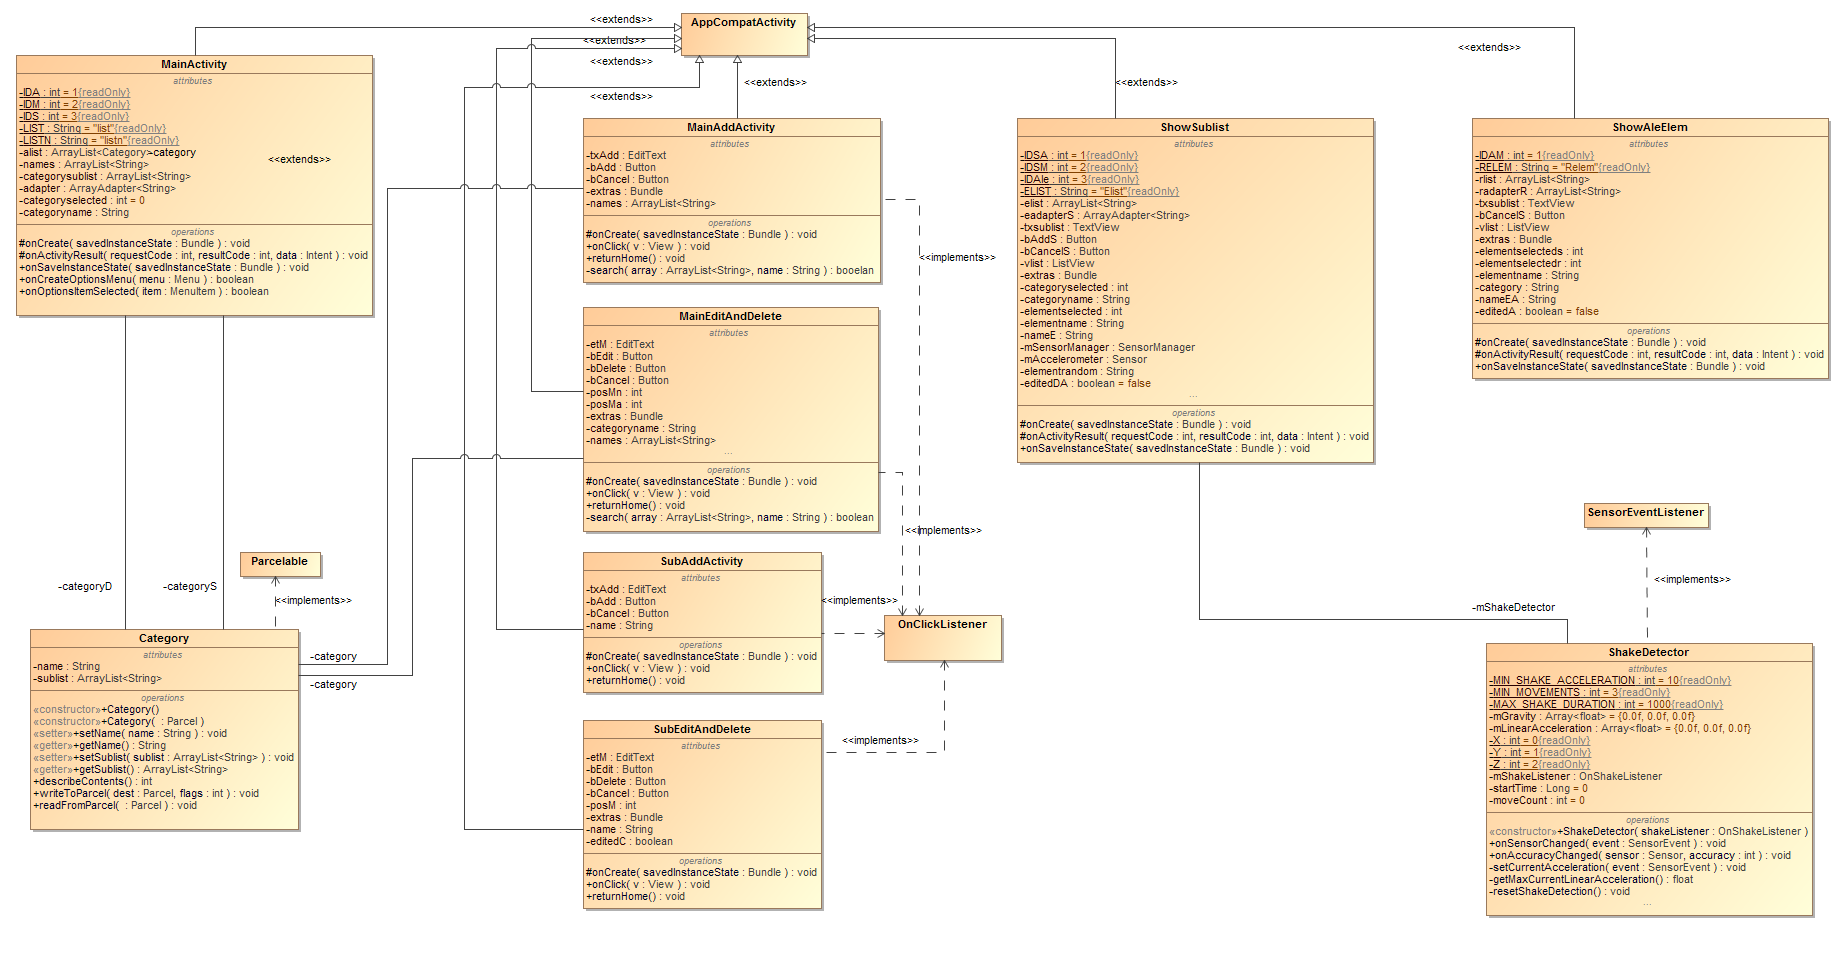 AppCompatActivity
<<extends>>
<<extends>>
<<extends>>
<<extends>>
<<extends>>
<<extends>>
<<extends>>
<<extends>>
MainActivity
attributes
-IDA : int = 1{readOnly}
-IDM : int = 2{readOnly}
-IDS : int = 3{readOnly}
-LIST : String = "list"{readOnly}
-LISTN : String = "listn"{readOnly}
-alist : ArrayList<Category>
-category
-names : ArrayList<String>
-categorysublist : ArrayList<String>
-adapter : ArrayAdapter<String>
-categoryselected : int = 0
-categoryname : String
operations
#onCreate( savedInstanceState : Bundle ) : void
#onActivityResult( requestCode : int, resultCode : int, data : Intent ) : void
+onSaveInstanceState( savedInstanceState : Bundle ) : void
+onCreateOptionsMenu( menu : Menu ) : boolean
+onOptionsItemSelected( item : MenuItem ) : boolean
MainAddActivity
attributes
-txAdd : EditText
-bAdd : Button
-bCancel : Button
-extras : Bundle
-names : ArrayList<String>
operations
#onCreate( savedInstanceState : Bundle ) : void
+onClick( v : View ) : void
+returnHome() : void
-search( array : ArrayList<String>, name : String ) : booelan
<<implements>>
ShowSublist
attributes
-IDSA : int = 1{readOnly}
-IDSM : int = 2{readOnly}
-IDAle : int = 3{readOnly}
-ELIST : String = "Elist"{readOnly}
-elist : ArrayList<String>
-eadapterS : ArrayAdapter<String>
-txsublist : TextView
-bAddS : Button
-bCancelS : Button
-vlist : ListView
-extras : Bundle
-categoryselected : int
-categoryname : String
-elementselected : int
-elementname : String
-nameE : String
-mSensorManager : SensorManager
-mAccelerometer : Sensor
-elementrandom : String
-editedDA : boolean = false
...
operations
#onCreate( savedInstanceState : Bundle ) : void
#onActivityResult( requestCode : int, resultCode : int, data : Intent ) : void
+onSaveInstanceState( savedInstanceState : Bundle ) : void
ShowAleElem
attributes
-IDAM : int = 1{readOnly}
-RELEM : String = "Relem"{readOnly}
-rlist : ArrayList<String>
-radapterR : ArrayList<String>
-txsublist : TextView
-bCancelS : Button
-vlist : ListView
-extras : Bundle
-elementselecteds : int
-elementselectedr : int
-elementname : String
-category : String
-nameEA : String
-editedA : boolean = false
operations
#onCreate( savedInstanceState : Bundle ) : void
#onActivityResult( requestCode : int, resultCode : int, data : Intent ) : void
+onSaveInstanceState( savedInstanceState : Bundle ) : void
MainEditAndDelete
attributes
-etM : EditText
-bEdit : Button
-bDelete : Button
-bCancel : Button
-posMn : int
-posMa : int
-extras : Bundle
-categoryname : String
-names : ArrayList<String>
...
operations
#onCreate( savedInstanceState : Bundle ) : void
+onClick( v : View ) : void
+returnHome() : void
-search( array : ArrayList<String>, name : String ) : boolean
<<implements>>
SensorEventListener
<<implements>>
Parcelable
<<implements>>
-categoryD
-categoryS
SubAddActivity
attributes
-txAdd : EditText
-bAdd : Button
-bCancel : Button
-name : String
operations
#onCreate( savedInstanceState : Bundle ) : void
+onClick( v : View ) : void
+returnHome() : void
<<implements>>
OnClickListener
-mShakeDetector
Category
attributes
-name : String
-sublist : ArrayList<String>
operations
«constructor»+Category()
«constructor»+Category( : Parcel )
«setter»+setName( name : String ) : void
«getter»+getName() : String
«setter»+setSublist( sublist : ArrayList<String> ) : void
«getter»+getSublist() : ArrayList<String>
+describeContents() : int
+writeToParcel( dest : Parcel, flags : int ) : void
+readFromParcel( : Parcel ) : void
-category
-category
SubEditAndDelete
attributes
-etM : EditText
-bEdit : Button
-bDelete : Button
-bCancel : Button
-posM : int
-extras : Bundle
-name : String
-editedC : boolean
operations
#onCreate( savedInstanceState : Bundle ) : void
+onClick( v : View ) : void
+returnHome() : void
<<implements>>
ShakeDetector
attributes
-MIN_SHAKE_ACCELERATION : int = 10{readOnly}
-MIN_MOVEMENTS : int = 3{readOnly}
-MAX_SHAKE_DURATION : int = 1000{readOnly}
-mGravity : Array<float> = {0.0f, 0.0f, 0.0f}
-mLinearAcceleration : Array<float> = {0.0f, 0.0f, 0.0f}
-X : int = 0{readOnly}
-Y : int = 1{readOnly}
-Z : int = 2{readOnly}
-mShakeListener : OnShakeListener
-startTime : Long = 0
-moveCount : int = 0
operations
«constructor»+ShakeDetector( shakeListener : OnShakeListener )
+onSensorChanged( event : SensorEvent ) : void
+onAccuracyChanged( sensor : Sensor, accuracy : int ) : void
-setCurrentAcceleration( event : SensorEvent ) : void
-getMaxCurrentLinearAcceleration() : float
-resetShakeDetection() : void
...